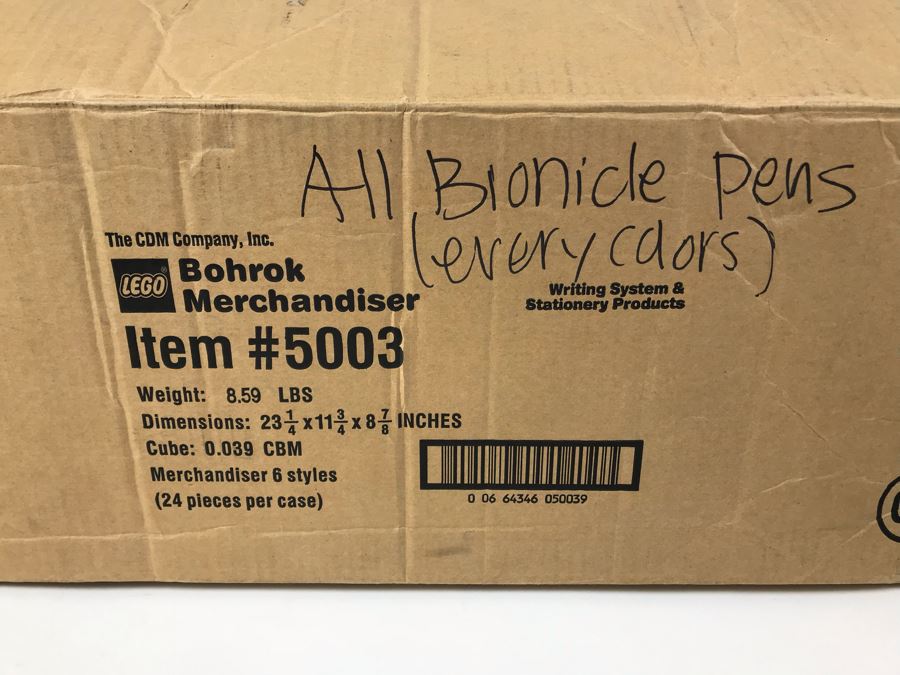 All Bionicle pens
(every colors)
The CDM Company, Inc.
LEGO®
Bohrok
Merchandiser
Writing System &
Stationery Products
Item #5003
Weight: 8.59 LBS
Dimensions: 23 1/4 x 11 3/4 x 8 7/8 INCHES
Cube: 0.039 CBM
Merchandiser 6 styles
(24 pieces per case)
0 06 64346 050039